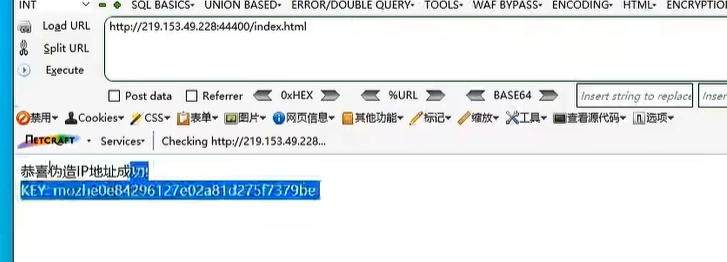 INT SQL BASICS▾ UNION BASED▾ ERROR/DOUBLE QUERY▾ TOOLS▾ WAF BYPASS▾ ENCODING▾ HTML▾ ENCRYPTION
Load URL http://219.153.49.228:44400/index.html
Split URL
Execute
Post data Referrer 0xHEX %URL BASE64 Insert string to replace Inser
禁用▾ Cookies▾ CSS▾ 表单▾ 图片▾ 网页信息▾ 其他功能▾ 标记▾ 缩放▾ 工具▾ 查看源代码▾ 选项▾
NETCRAFT Services▾ Checking http://219.153.49.228...
恭喜伪造IP地址成功!
KEY: mozhe0e84296127e02a81d275f7379be